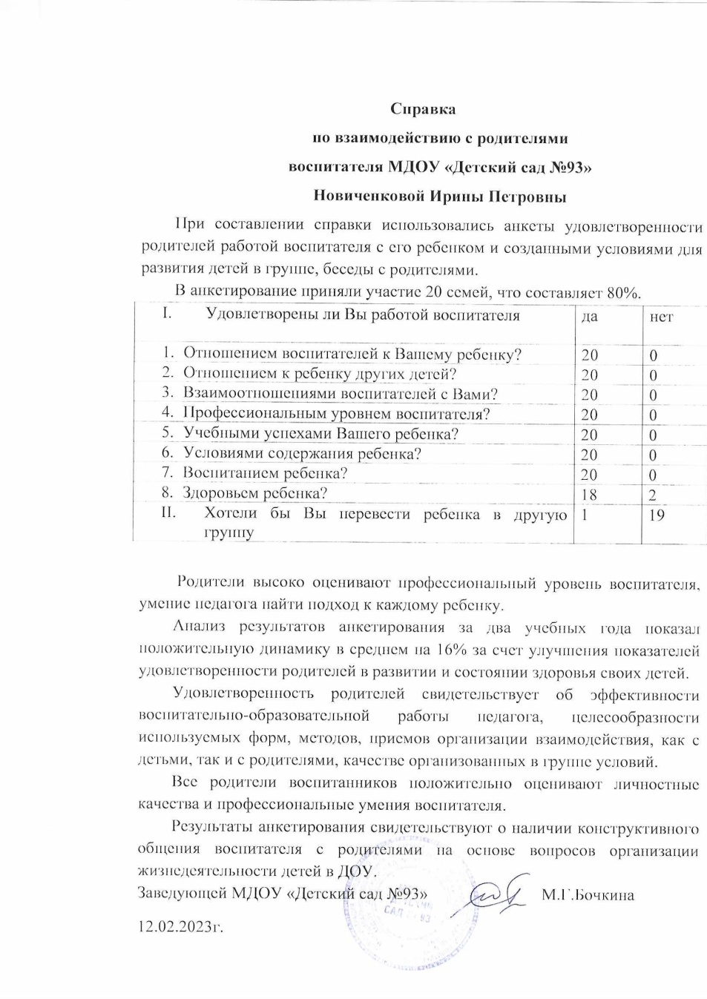 Справка
по взаимодействию с родителями
воспитателя МДОУ «Детский сад №93»
Новиченковой Ирины Петровны
При составлении справки использовались анкеты удовлетворенности
родителей работой воспитателя с его ребенком и созданными условиями для
развития детей в группе, беседы с родителями.
В анкетирование приняли участие 20 семей, что составляет 80%.
I. Удовлетворены ли Вы работой воспитателя да нет
1. Отношением воспитателей к Вашему ребенку? 20 0
2. Отношением к ребенку других детей? 20 0
3. Взаимоотношениями воспитателей с Вами? 20 0
4. Профессиональным уровнем воспитателя? 20 0
5. Учебными успехами Вашего ребенка? 20 0
6. Условиями содержания ребенка? 20 0
7. Воспитанием ребенка? 20 0
8. Здоровьем ребенка? 18 2
II. Хотели бы Вы перевести ребенка в другую 1 19
группу
Родители высоко оценивают профессиональный уровень воспитателя,
умение педагога найти подход к каждому ребенку.
Анализ результатов анкетирования за два учебных года показал
положительную динамику в среднем на 16% за счет улучшения показателей
удовлетворенности родителей в развитии и состоянии здоровья своих детей.
Удовлетворенность родителей свидетельствует об эффективности
воспитательно-образовательной работы педагога, целесообразности
используемых форм, методов, приемов организации взаимодействия, как с
детьми, так и с родителями, качестве организованных в группе условий.
Все родители воспитанников положительно оценивают личностные
качества и профессиональные умения воспитателя.
Результаты анкетирования свидетельствуют о наличии конструктивного
общения воспитателя с родителями на основе вопросов организации
жизнедеятельности детей в ДОУ.
Заведующей МДОУ «Детский сад №93» М.Г.Бочкина
САД 93
12.02.2023г.